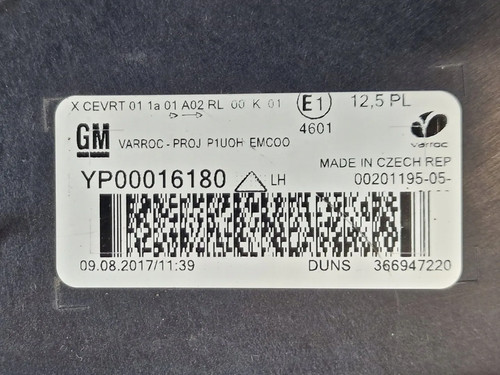 X CEVRT 01 1a 01 A02 RL 00 K 01 E1 12,5 PL
4601
GM VARROC - PROJ P1UOH EMCOO varroc
MADE IN CZECH REP
YP00016180 LH 00201195-05-
09.08.2017/11:39 DUNS 366947220